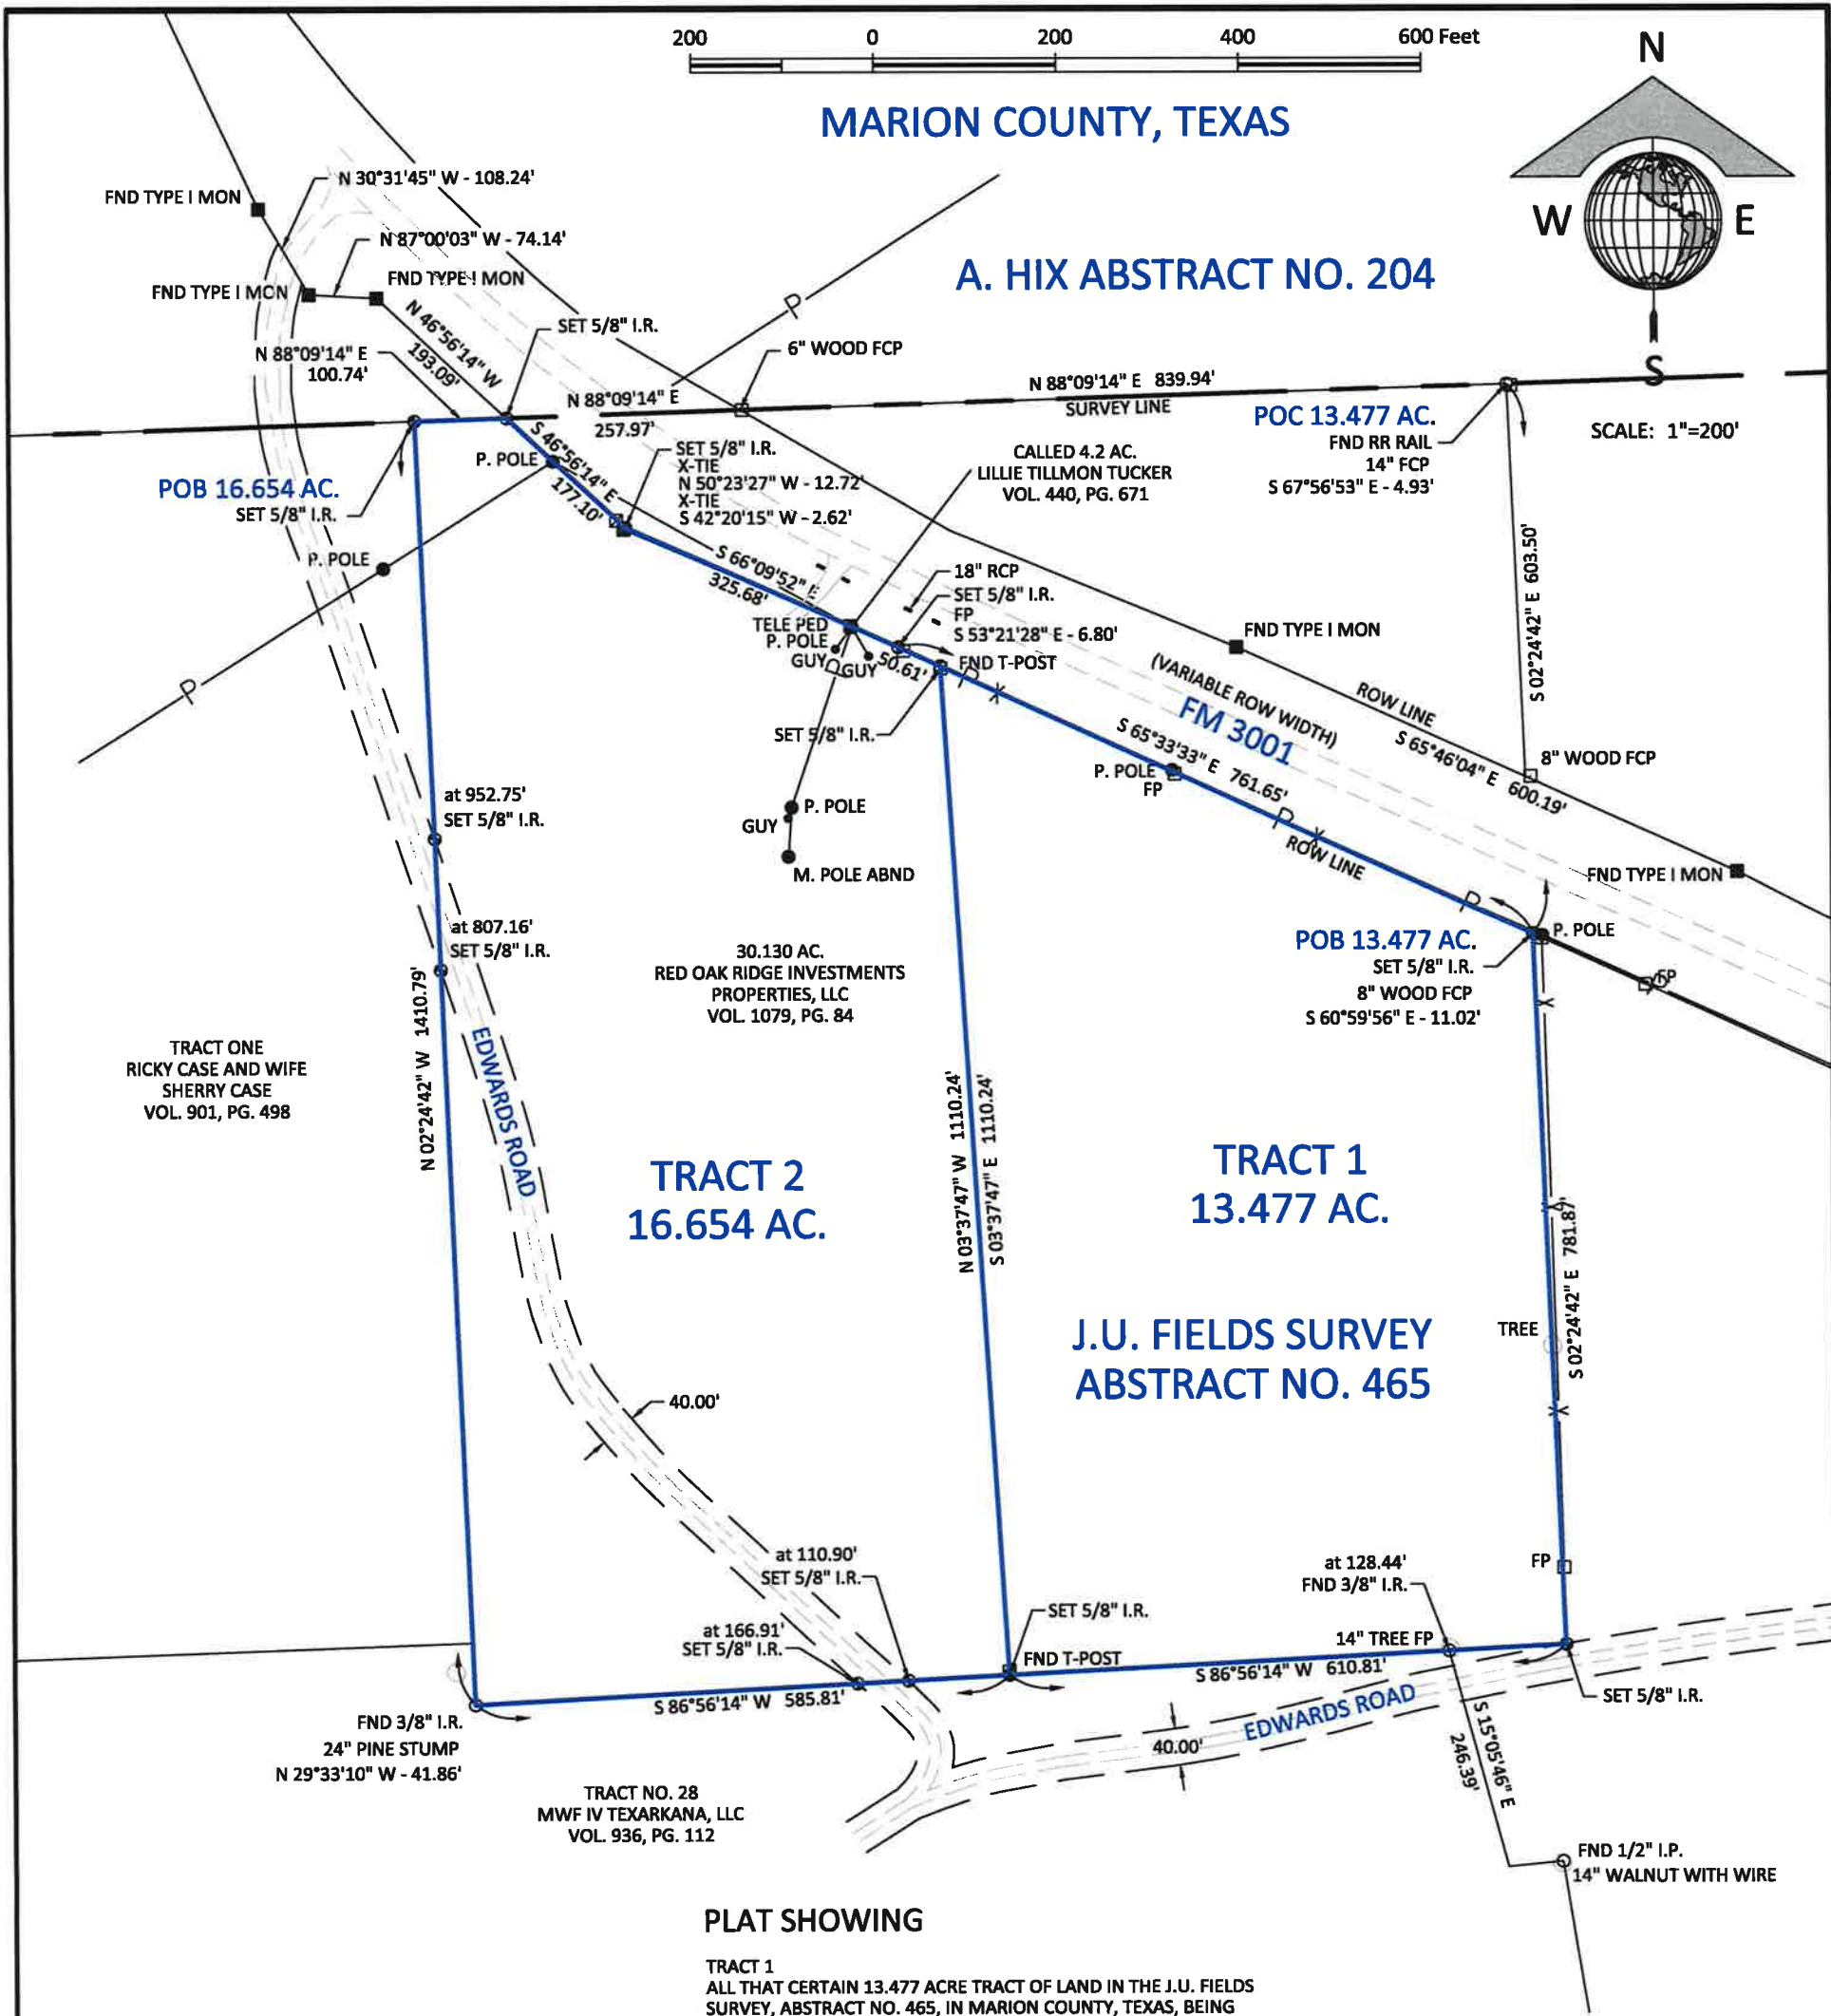 200 0 200 400 600 Feet
N
W E
S
MARION COUNTY, TEXAS
A. HIX ABSTRACT NO. 204
SCALE: 1"=200'
N 30°31'45" W - 108.24'
FND TYPE I MON
N 87°00'03" W - 74.14'
FND TYPE I MON
FND TYPE I MON
N 46°56'14" W
193.09'
SET 5/8" I.R.
N 88°09'14" E
100.74'
P
6" WOOD FCP
N 88°09'14" E
257.97'
N 88°09'14" E 839.94'
SURVEY LINE
POC 13.477 AC.
FND RR RAIL
14" FCP
S 67°56'53" E - 4.93'
S 46°56'14" E
177.10'
P. POLE
SET 5/8" I.R.
X-TIE
N 50°23'27" W - 12.72'
X-TIE
S 42°20'15" W - 2.62'
CALLED 4.2 AC.
LILLIE TILLMON TUCKER
VOL. 440, PG. 671
POB 16.654 AC.
SET 5/8" I.R.
P. POLE
P
S 66°09'52" E
325.68'
18" RCP
SET 5/8" I.R.
FP
S 53°21'28" E - 6.80'
TELE PED
P. POLE
GUY
GUY
P
50.61'
FND T-POST
P
X
SET 5/8" I.R.
FND TYPE I MON
S 02°24'42" E 603.50'
(VARIABLE ROW WIDTH)
FM 3001
ROW LINE
S 65°46'04" E 600.19'
8" WOOD FCP
S 65°33'33" E 761.65'
P. POLE
FP
P
X
ROW LINE
P
FND TYPE I MON
at 952.75'
SET 5/8" I.R.
P. POLE
GUY
M. POLE ABND
at 807.16'
SET 5/8" I.R.
30.130 AC.
RED OAK RIDGE INVESTMENTS
PROPERTIES, LLC
VOL. 1079, PG. 84
POB 13.477 AC.
SET 5/8" I.R.
8" WOOD FCP
S 60°59'56" E - 11.02'
P. POLE
FP
X
TRACT ONE
RICKY CASE AND WIFE
SHERRY CASE
VOL. 901, PG. 498
N 02°24'42" W 1410.79'
EDWARDS ROAD
N 03°37'47" W 1110.24'
S 03°37'47" E 1110.24'
TRACT 2
16.654 AC.
TRACT 1
13.477 AC.
X
S 02°24'42" E 781.87'
J.U. FIELDS SURVEY
ABSTRACT NO. 465
TREE
X
40.00'
at 110.90'
SET 5/8" I.R.
at 128.44'
FND 3/8" I.R.
FP
at 166.91'
SET 5/8" I.R.
SET 5/8" I.R.
14" TREE FP
FND T-POST
S 86°56'14" W 585.81'
S 86°56'14" W 610.81'
SET 5/8" I.R.
FND 3/8" I.R.
24" PINE STUMP
N 29°33'10" W - 41.86'
EDWARDS ROAD
40.00'
S 15°05'46" E
246.39'
TRACT NO. 28
MWF IV TEXARKANA, LLC
VOL. 936, PG. 112
FND 1/2" I.P.
14" WALNUT WITH WIRE
PLAT SHOWING
TRACT 1
ALL THAT CERTAIN 13.477 ACRE TRACT OF LAND IN THE J.U. FIELDS
SURVEY, ABSTRACT NO. 465, IN MARION COUNTY, TEXAS, BEING